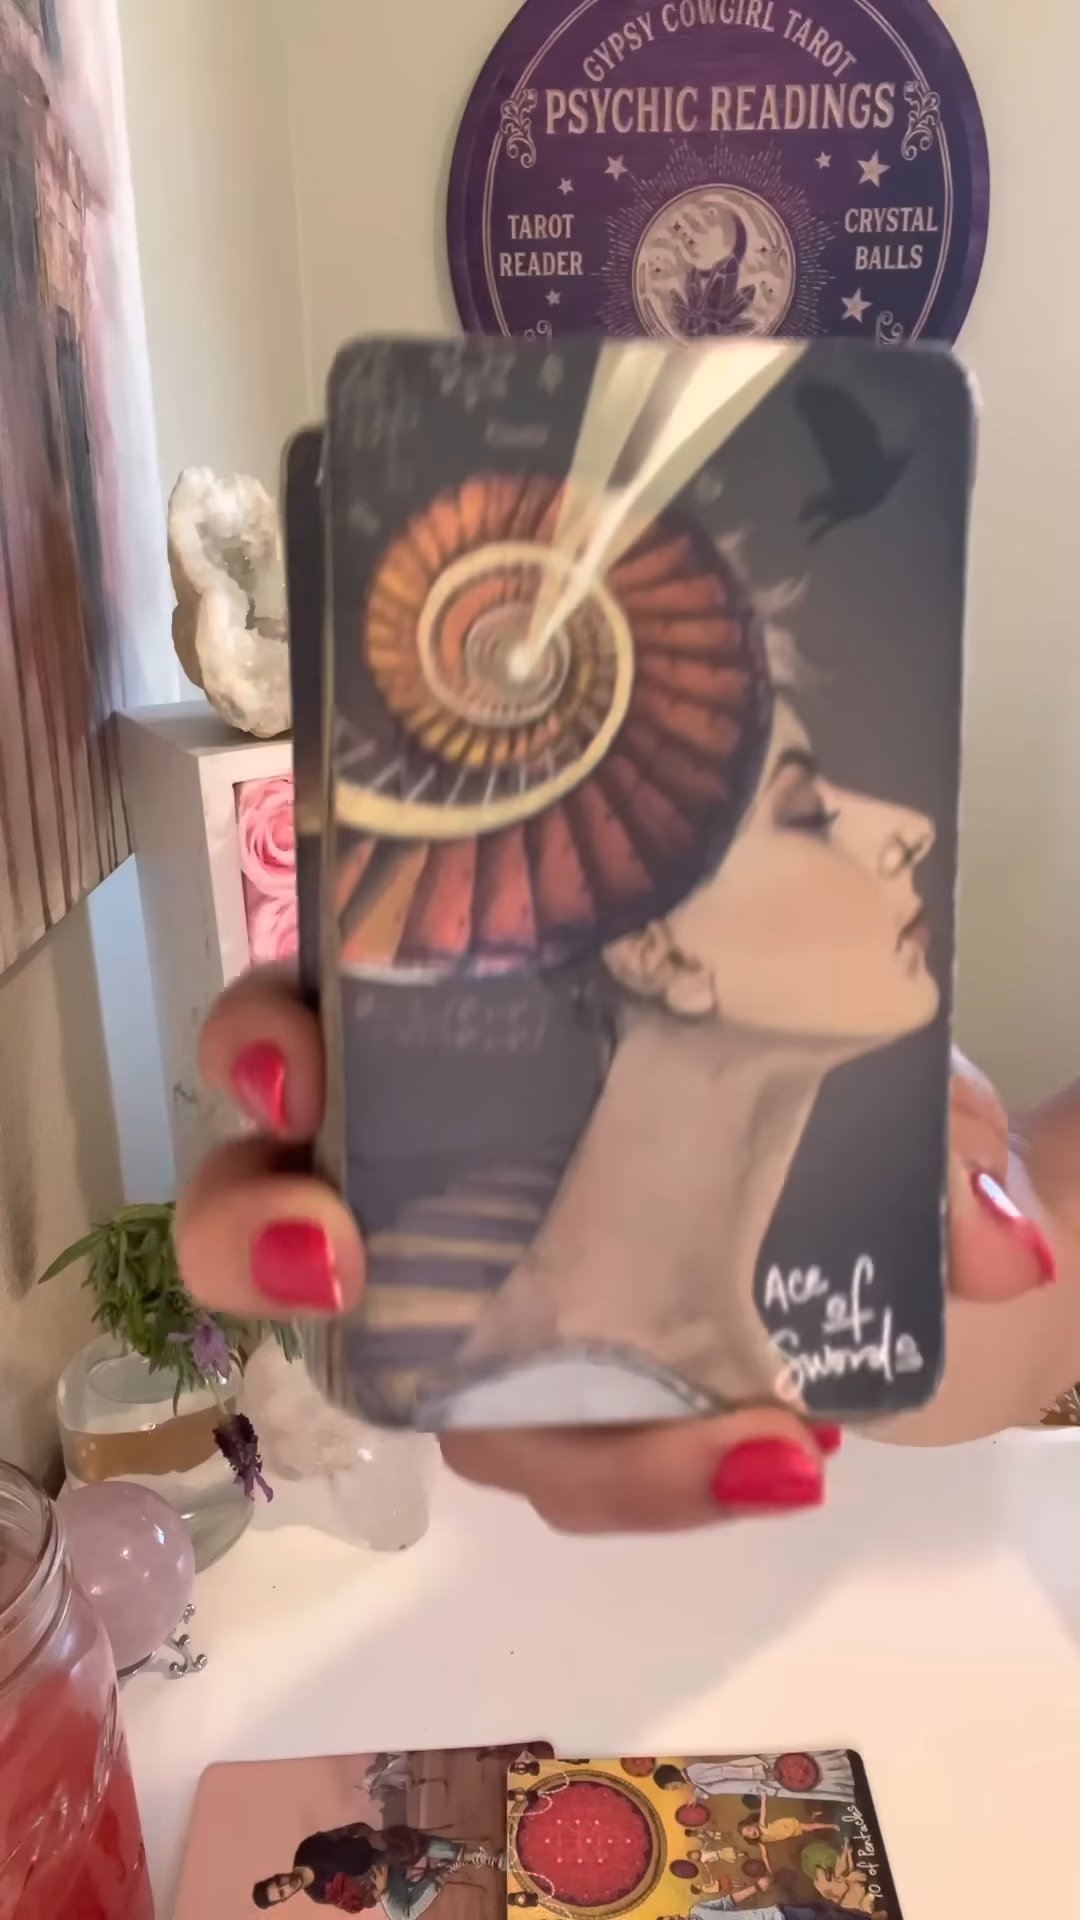 GYPSY COWGIRL TAROT
PSYCHIC READINGS
TAROT
READER
CRYSTAL
BALLS
Ace
of
Swords
10 of Pentacles